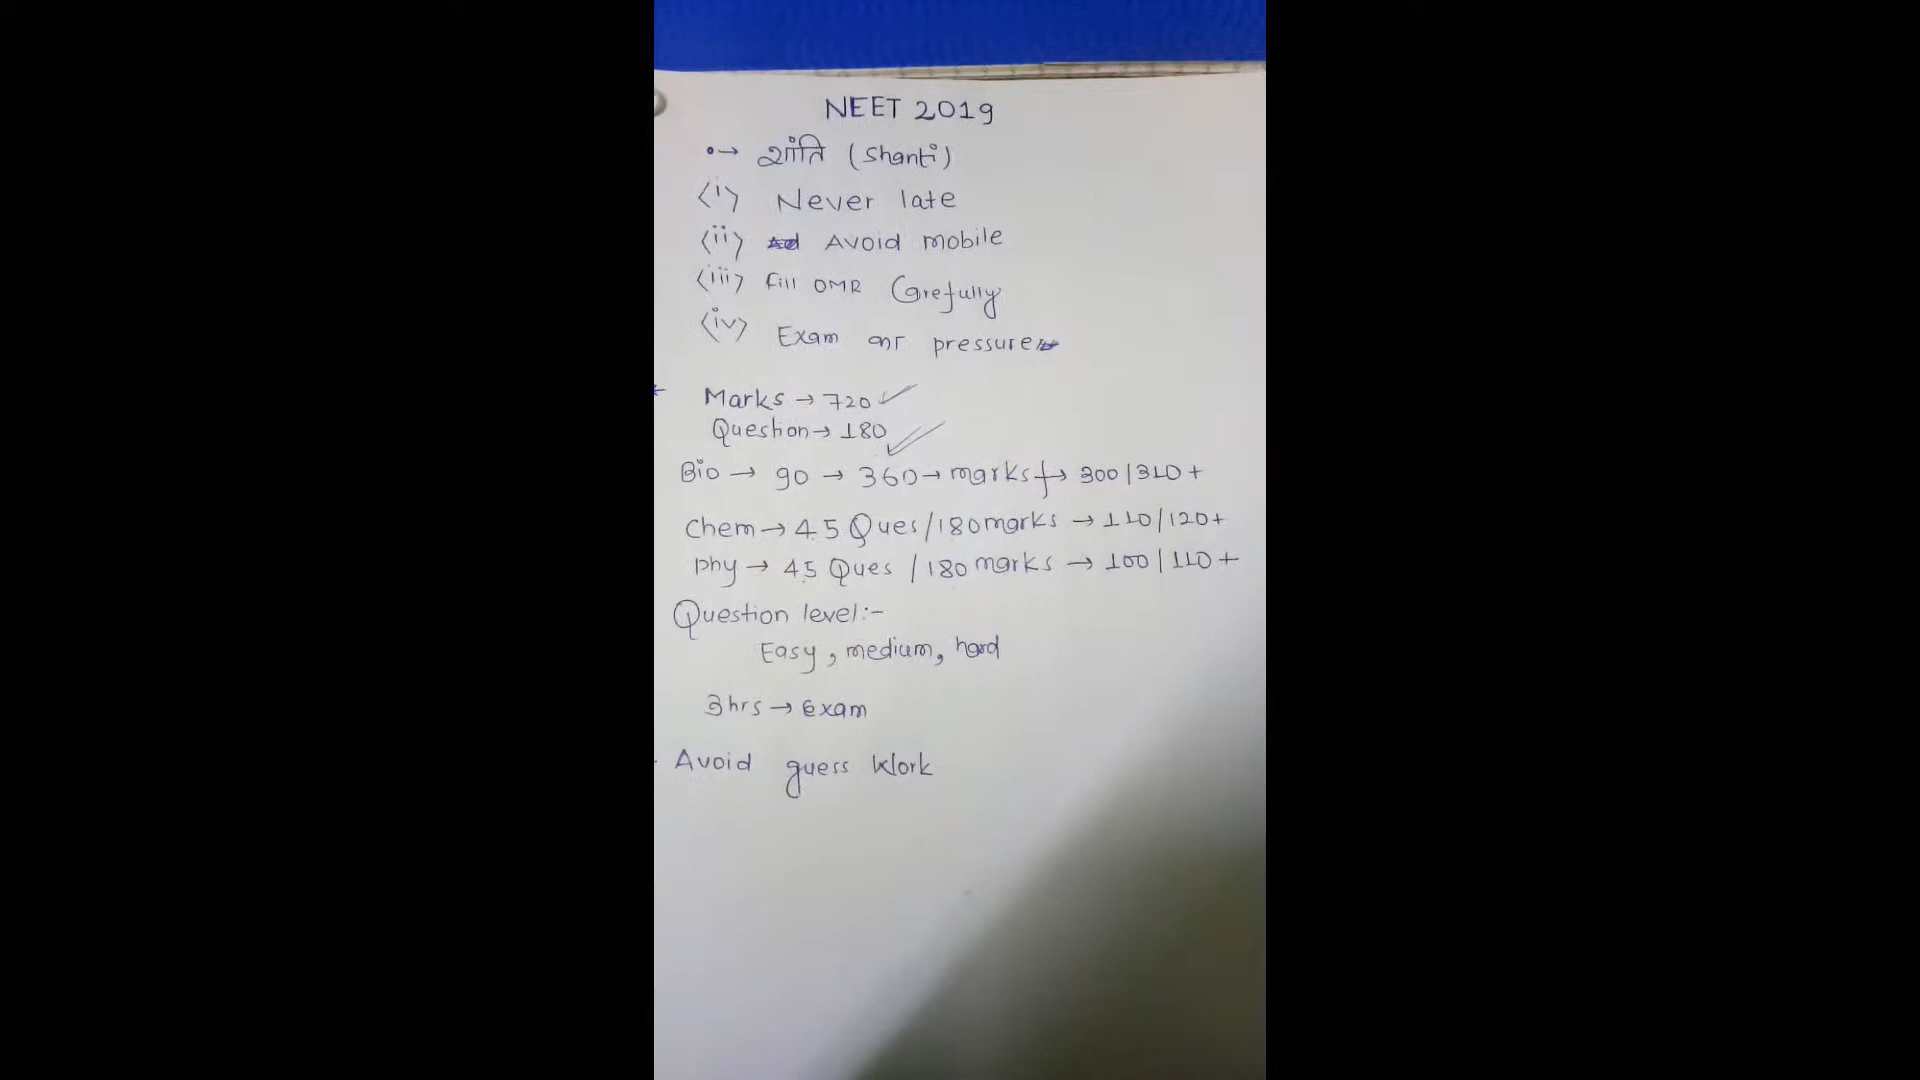 NEET 2019
•→ शांति (Shanti)
(i) Never late
(ii) Avoid mobile
(iii) Fill OMR Carefully
(iv) Exam का pressure
Marks → 720 ✓
Question → 180
Bio → 90 → 360 → marks → 300/310+
Chem → 45 Ques/180 marks → 110/120+
Phy → 45 Ques /180 marks → 100/110+
Question level:-
Easy, medium, hard
3hrs → Exam
Avoid guess Work